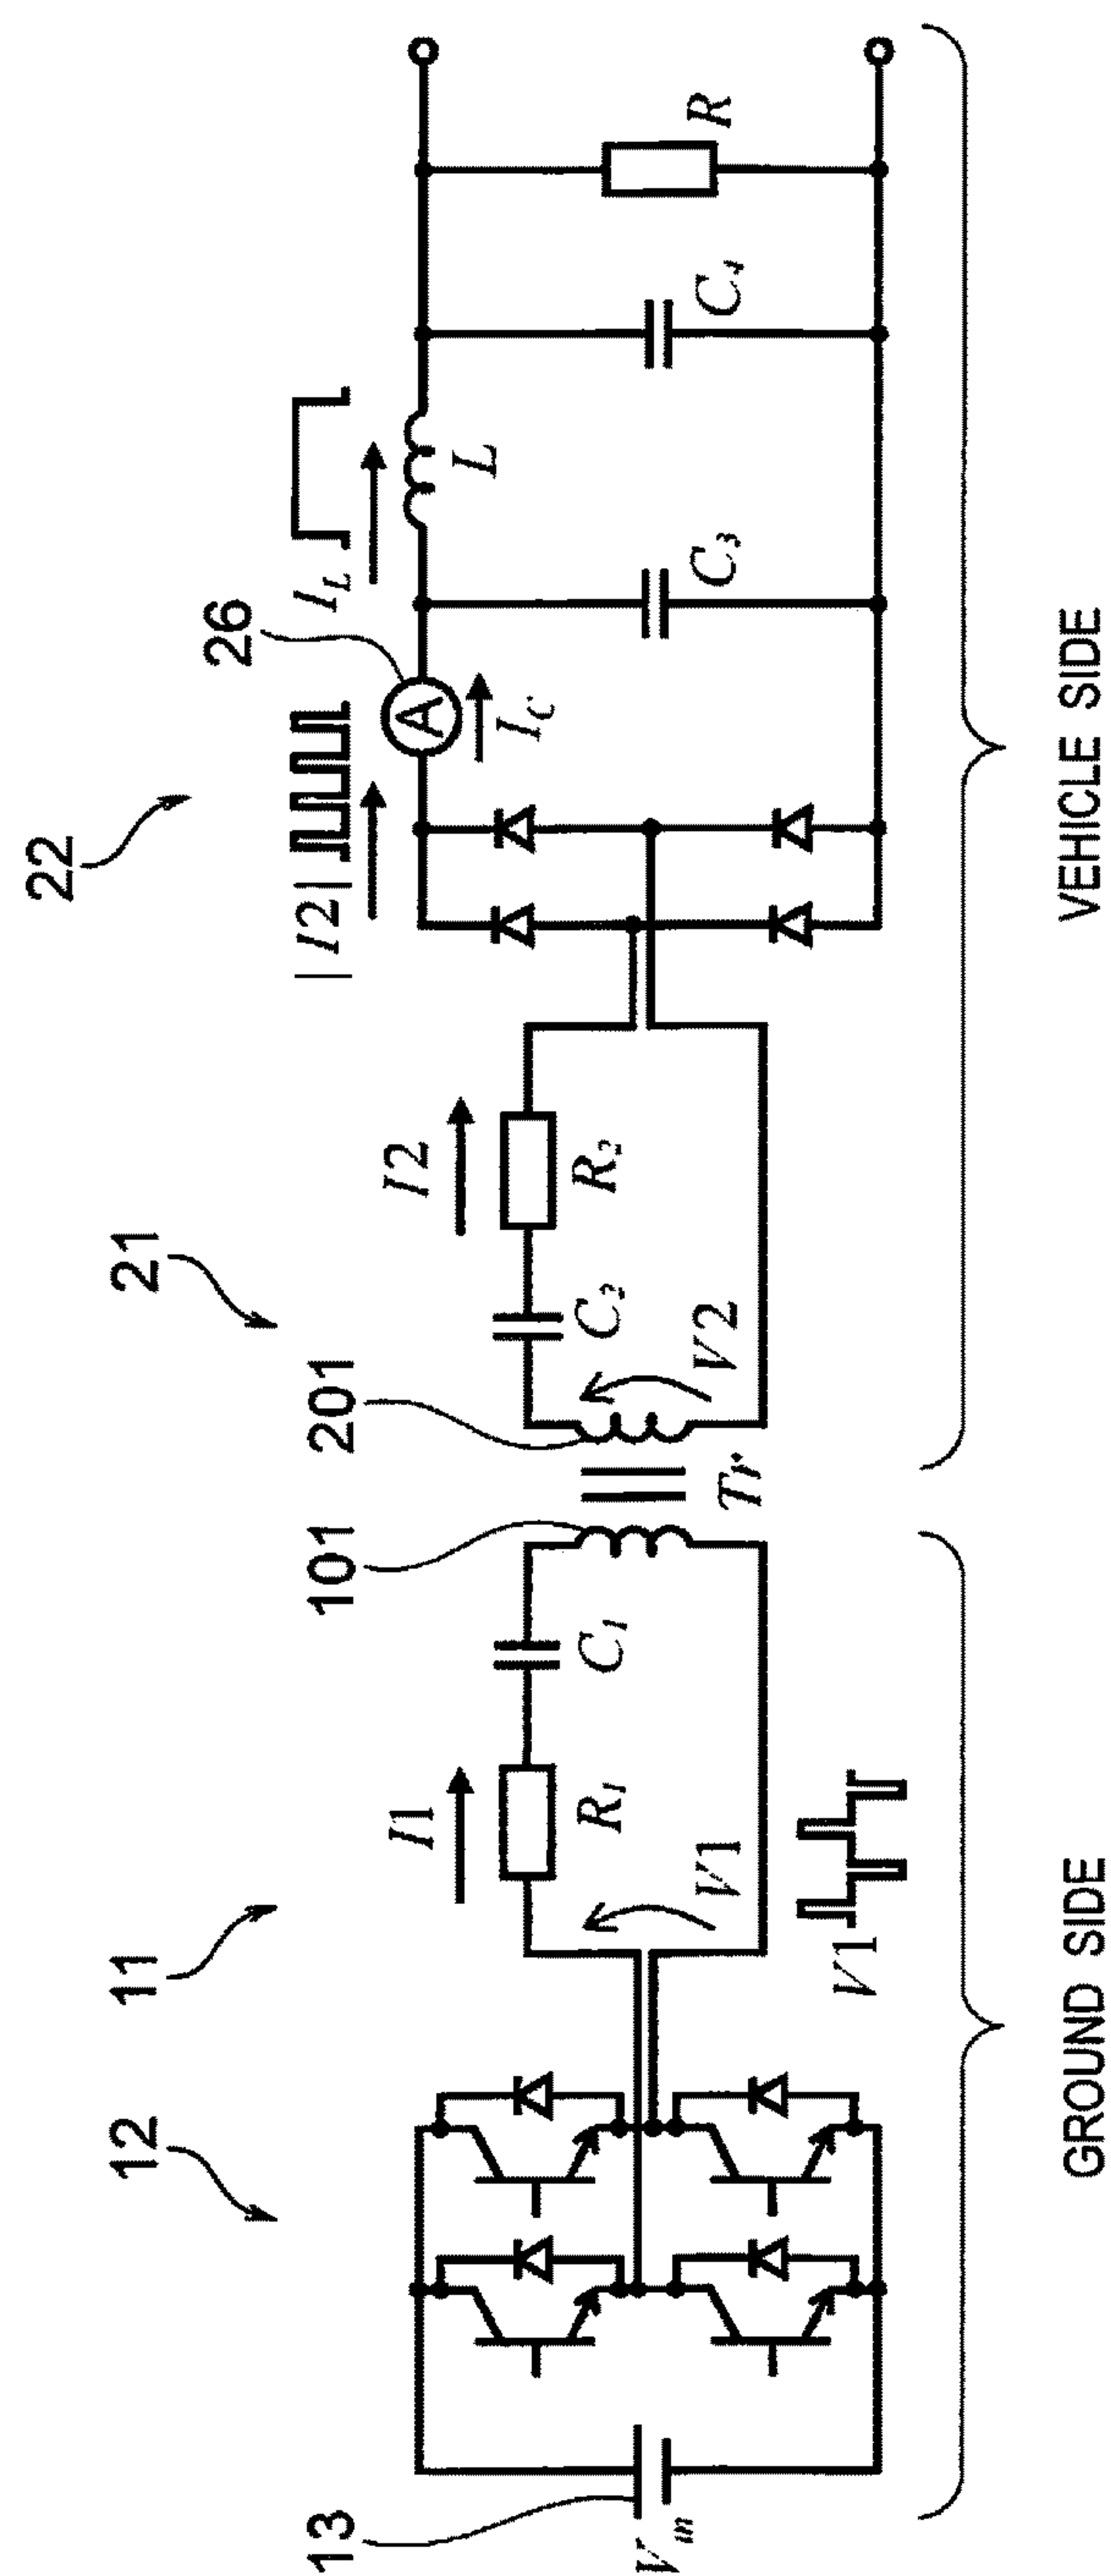 22
26
|I2|
I_L
21
I2
201
101
11
I1
12
13
I_C
L
R
C_3
C_4
R_2
C_2
V2
Tr
C_1
R_1
V1
V1
V_in
GROUND SIDE
VEHICLE SIDE
A